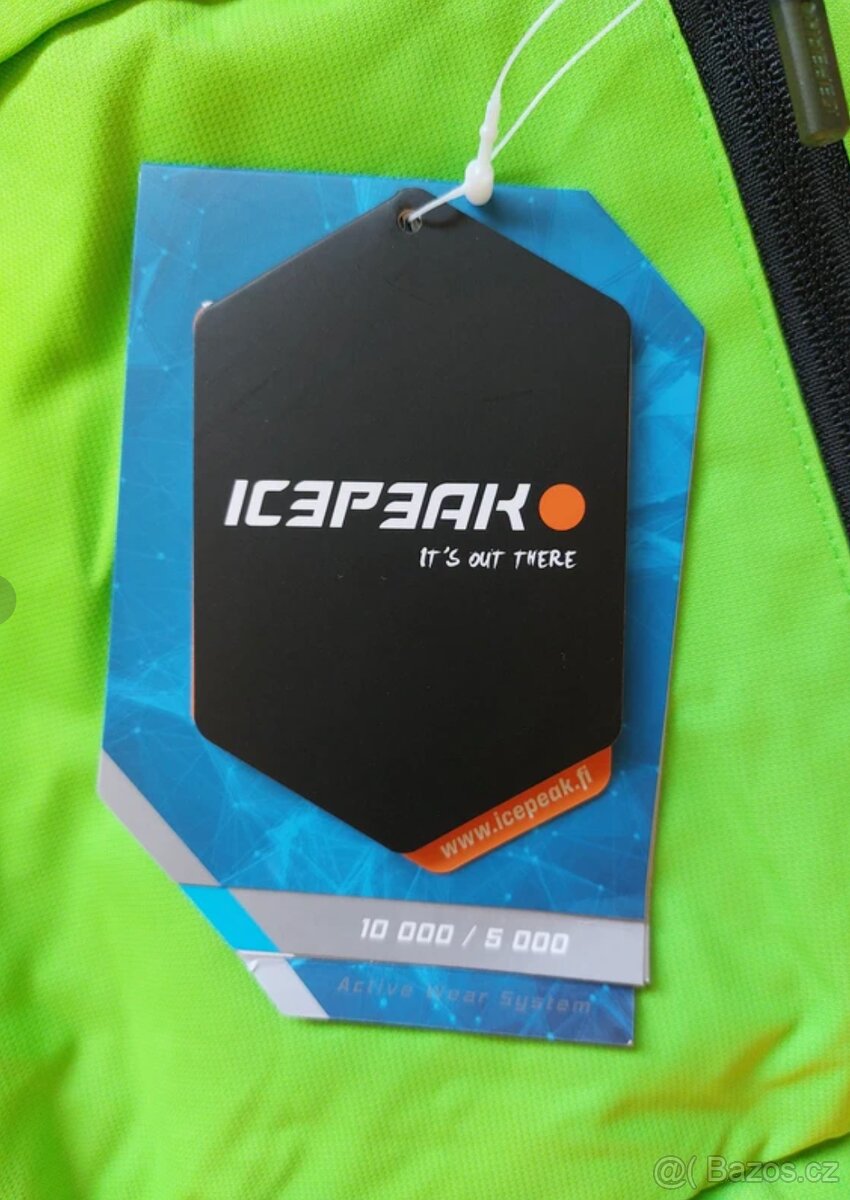 ICEPEAK
IT'S OUT THERE
www.icepeak.fi
10 000 / 5 000
Active Wear System
@( Bazos.cz